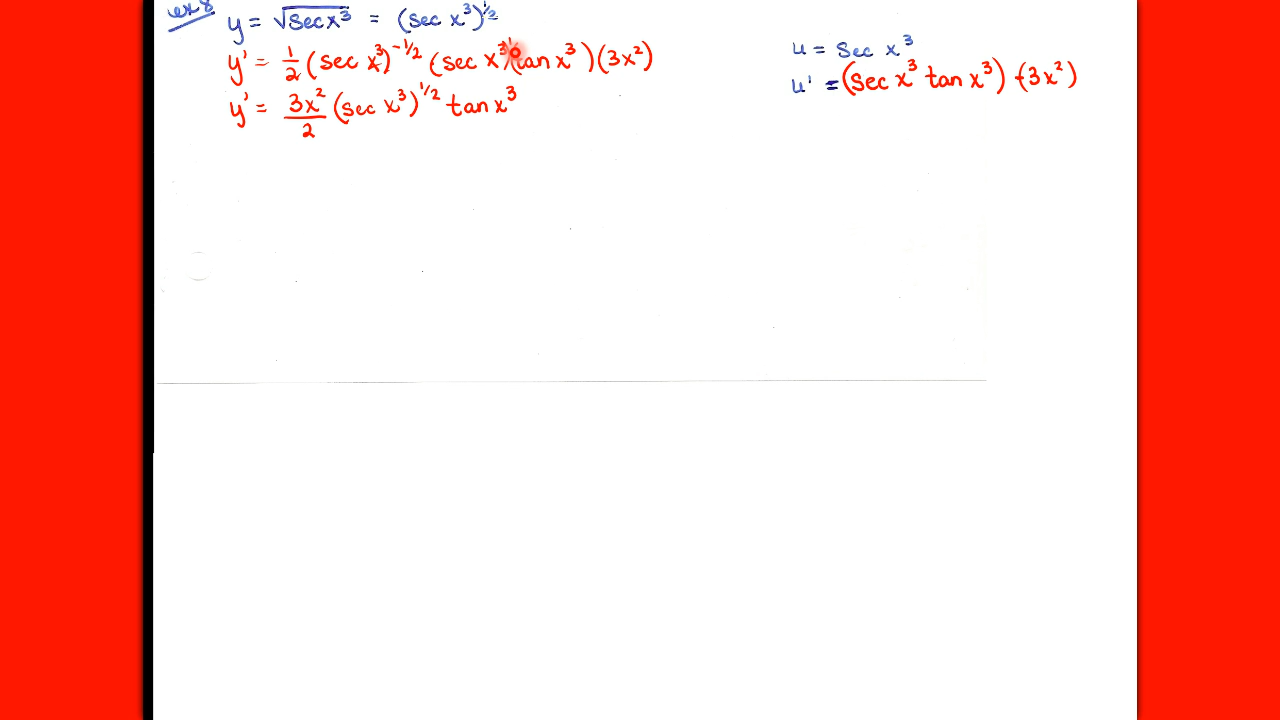 ex 8
y = √sec x³ = (sec x³)^½
u = sec x³
y' = 1/2 (sec x³)^-1/2 (sec x³)¹(tan x³)(3x²)
u' = (sec x³ tan x³) · (3x²)
y' = 3x²/2 (sec x³)^1/2 tan x³